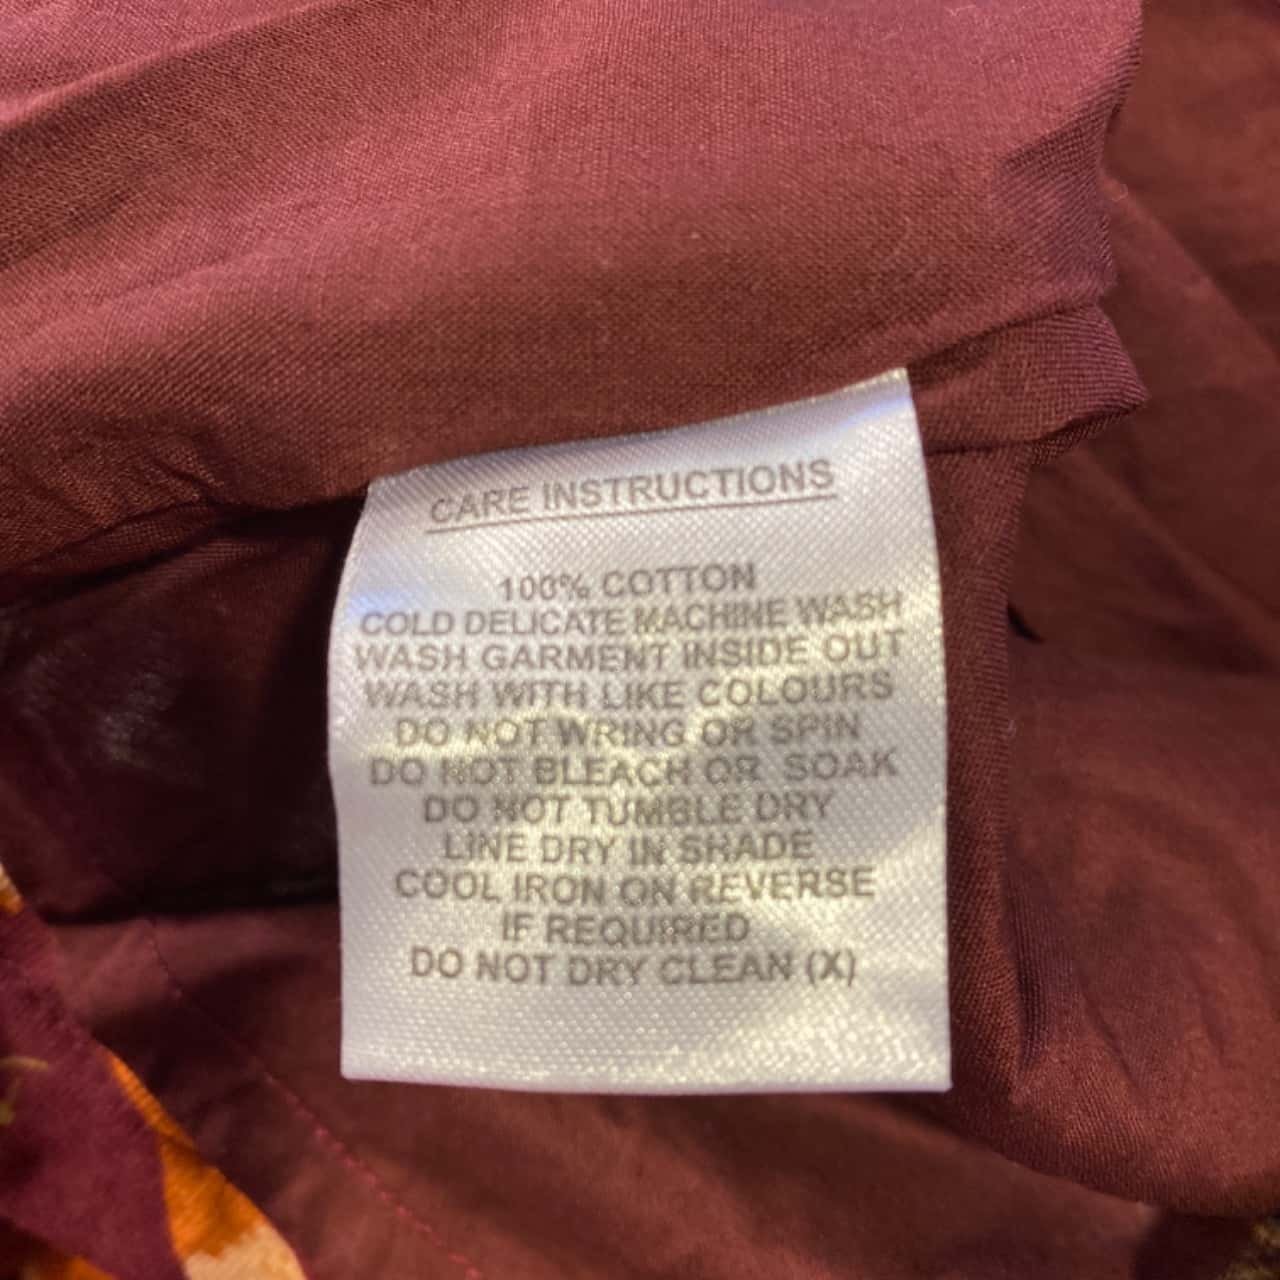 CARE INSTRUCTIONS
100% COTTON
COLD DELICATE MACHINE WASH
WASH GARMENT INSIDE OUT
WASH WITH LIKE COLOURS
DO NOT WRING OR SPIN
DO NOT BLEACH OR SOAK
DO NOT TUMBLE DRY
LINE DRY IN SHADE
COOL IRON ON REVERSE
IF REQUIRED
DO NOT DRY CLEAN (X)